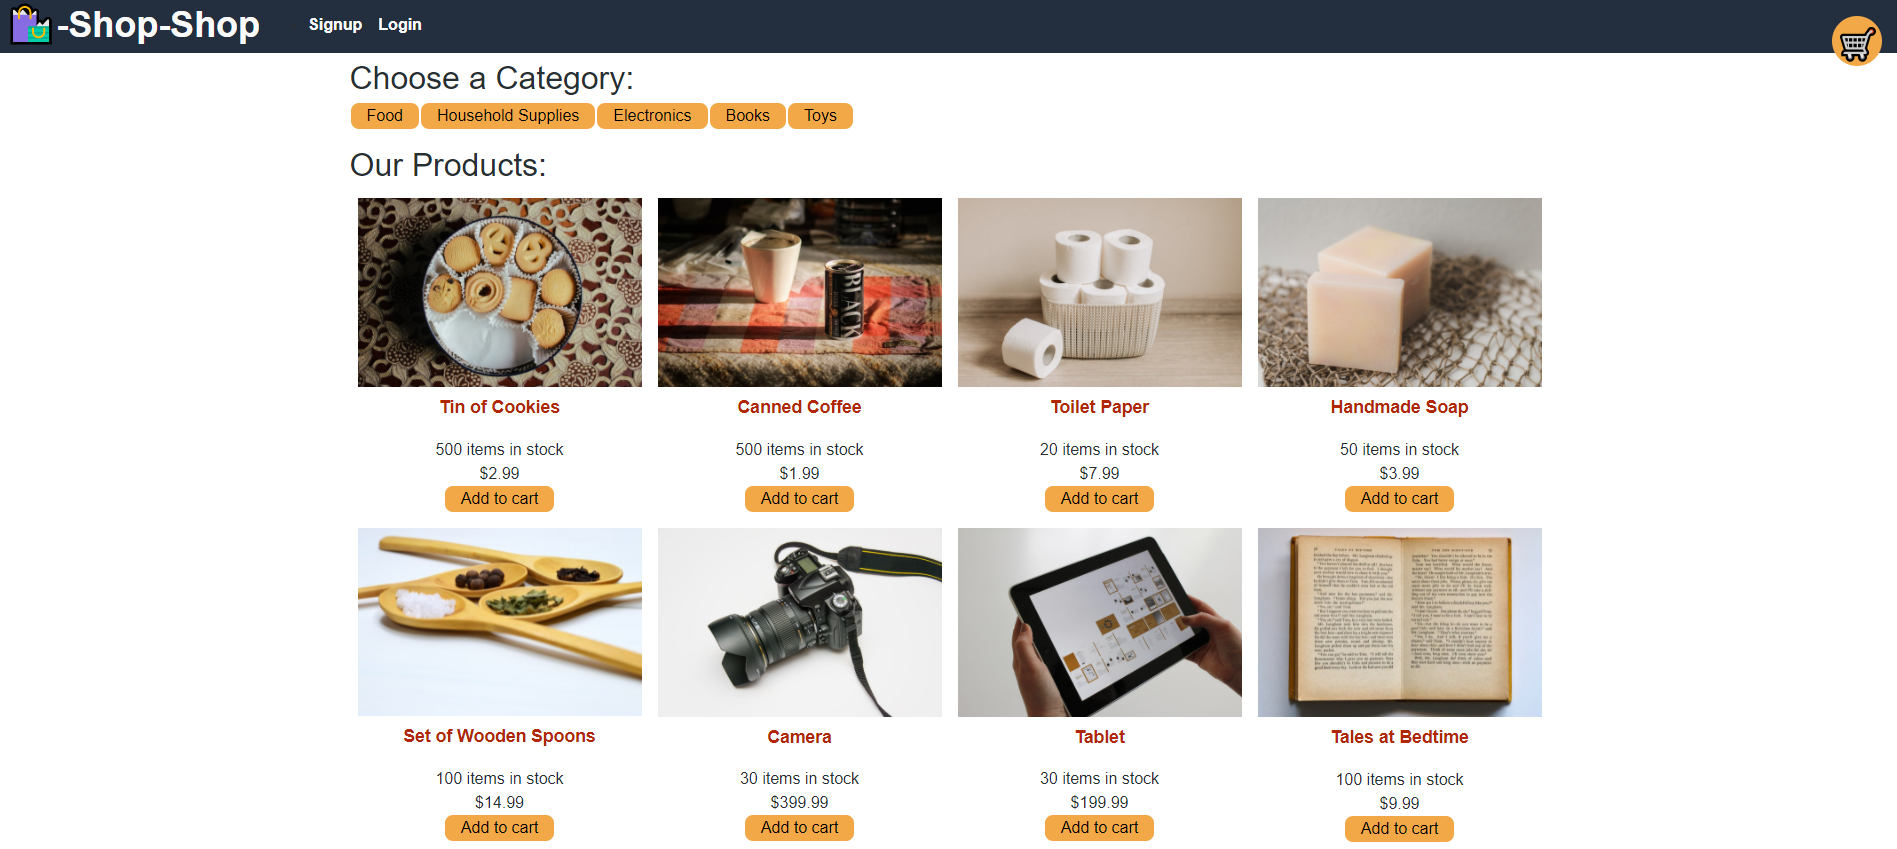 -Shop-Shop
Signup Login
Choose a Category:
Food Household Supplies Electronics Books Toys
Our Products:
BLACK
Tin of Cookies Canned Coffee Toilet Paper Handmade Soap
500 items in stock 500 items in stock 20 items in stock 50 items in stock
$2.99 $1.99 $7.99 $3.99
Add to cart Add to cart Add to cart Add to cart
Set of Wooden Spoons Camera Tablet Tales at Bedtime
100 items in stock 30 items in stock 30 items in stock 100 items in stock
$14.99 $399.99 $199.99 $9.99
Add to cart Add to cart Add to cart Add to cart